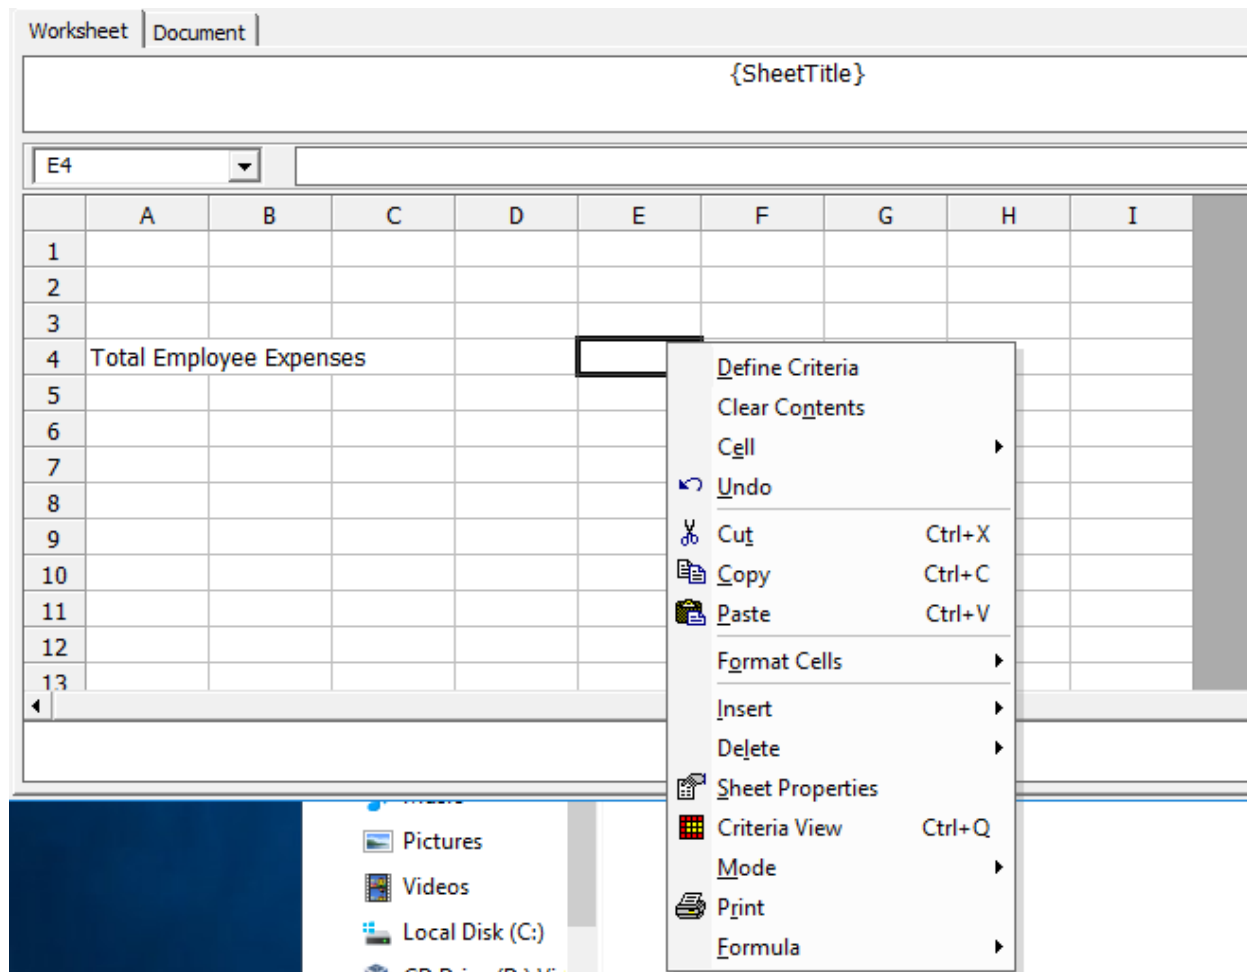 Worksheet Document
{SheetTitle}
E4
A B C D E F G H I
1
2
3
4 Total Employee Expenses
5
6
7
8
9
10
11
12
13
Define Criteria
Clear Contents
Cell
Undo
Cut Ctrl+X
Copy Ctrl+C
Paste Ctrl+V
Format Cells
Insert
Delete
Sheet Properties
Criteria View Ctrl+Q
Mode
Print
Formula
Pictures
Videos
Local Disk (C:)